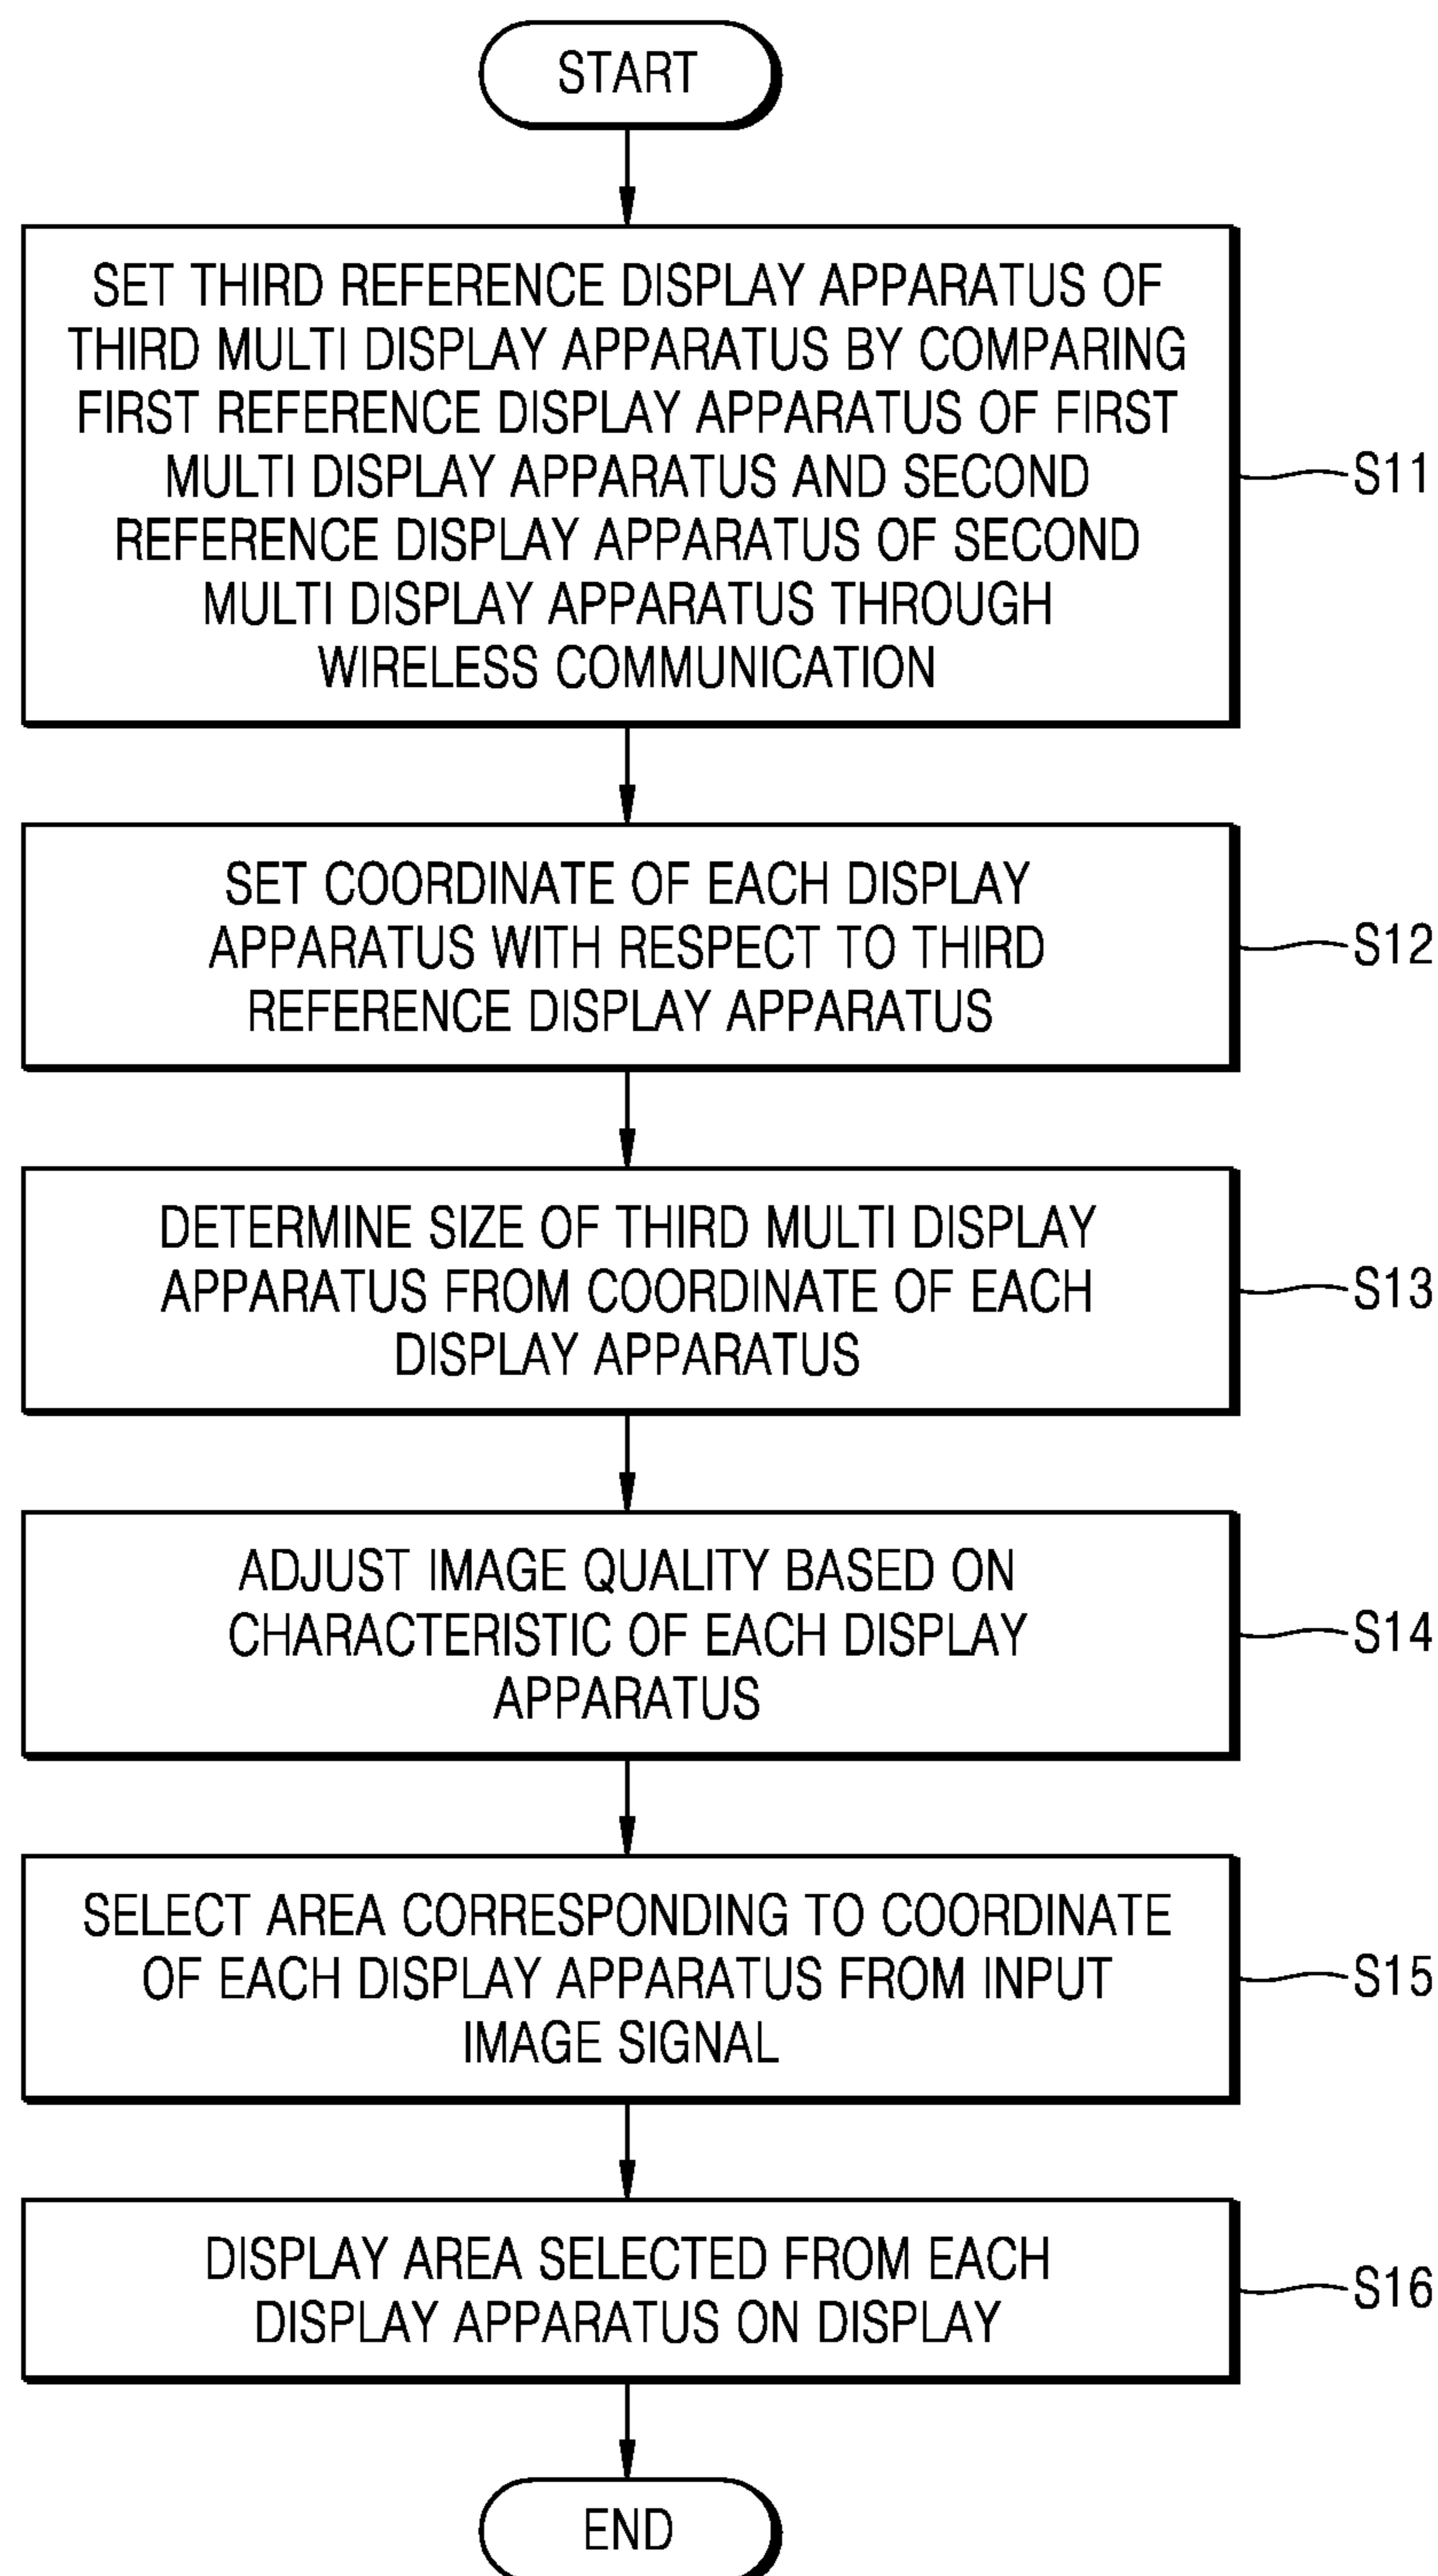 START
SET THIRD REFERENCE DISPLAY APPARATUS OF
THIRD MULTI DISPLAY APPARATUS BY COMPARING
FIRST REFERENCE DISPLAY APPARATUS OF FIRST
MULTI DISPLAY APPARATUS AND SECOND
REFERENCE DISPLAY APPARATUS OF SECOND
MULTI DISPLAY APPARATUS THROUGH
WIRELESS COMMUNICATION
S11
SET COORDINATE OF EACH DISPLAY
APPARATUS WITH RESPECT TO THIRD
REFERENCE DISPLAY APPARATUS
S12
DETERMINE SIZE OF THIRD MULTI DISPLAY
APPARATUS FROM COORDINATE OF EACH
DISPLAY APPARATUS
S13
ADJUST IMAGE QUALITY BASED ON
CHARACTERISTIC OF EACH DISPLAY
APPARATUS
S14
SELECT AREA CORRESPONDING TO COORDINATE
OF EACH DISPLAY APPARATUS FROM INPUT
IMAGE SIGNAL
S15
DISPLAY AREA SELECTED FROM EACH
DISPLAY APPARATUS ON DISPLAY
S16
END